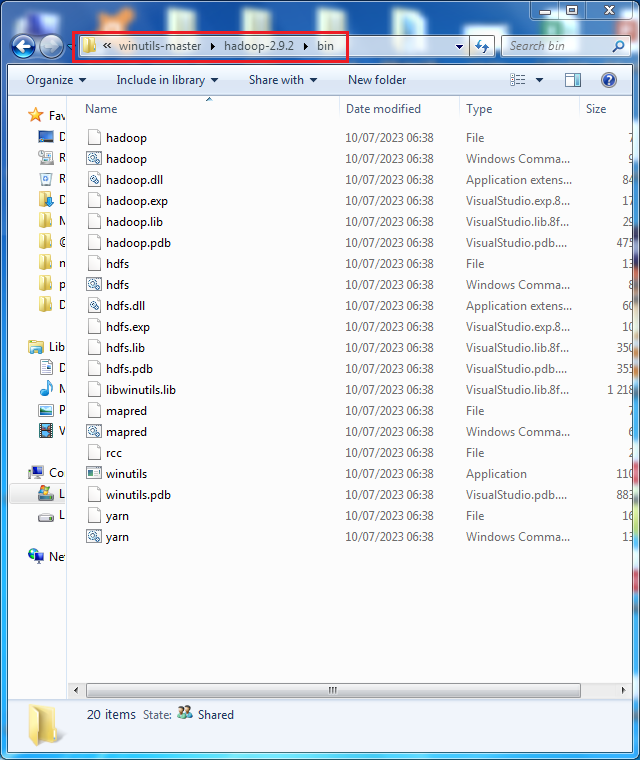 « winutils-master ▸ hadoop-2.9.2 ▸ bin Search bin
Organize Include in library Share with New folder
Name Date modified Type Size
Fav
D
R
R
D
N
@
n
p
D
Lib
D
N
P
V
Co
L
L
Net
hadoop 10/07/2023 06:38 File 7
hadoop 10/07/2023 06:38 Windows Comma... 9
hadoop.dll 10/07/2023 06:38 Application extens... 84
hadoop.exp 10/07/2023 06:38 VisualStudio.exp.8... 17
hadoop.lib 10/07/2023 06:38 VisualStudio.lib.8f... 29
hadoop.pdb 10/07/2023 06:38 VisualStudio.pdb.... 475
hdfs 10/07/2023 06:38 File 13
hdfs 10/07/2023 06:38 Windows Comma... 8
hdfs.dll 10/07/2023 06:38 Application extens... 60
hdfs.exp 10/07/2023 06:38 VisualStudio.exp.8... 10
hdfs.lib 10/07/2023 06:38 VisualStudio.lib.8f... 350
hdfs.pdb 10/07/2023 06:38 VisualStudio.pdb.... 355
libwinutils.lib 10/07/2023 06:38 VisualStudio.lib.8f... 1 218
mapred 10/07/2023 06:38 File 7
mapred 10/07/2023 06:38 Windows Comma... 6
rcc 10/07/2023 06:38 File 2
winutils 10/07/2023 06:38 Application 110
winutils.pdb 10/07/2023 06:38 VisualStudio.pdb.... 883
yarn 10/07/2023 06:38 File 16
yarn 10/07/2023 06:38 Windows Comma... 13
20 items State: Shared